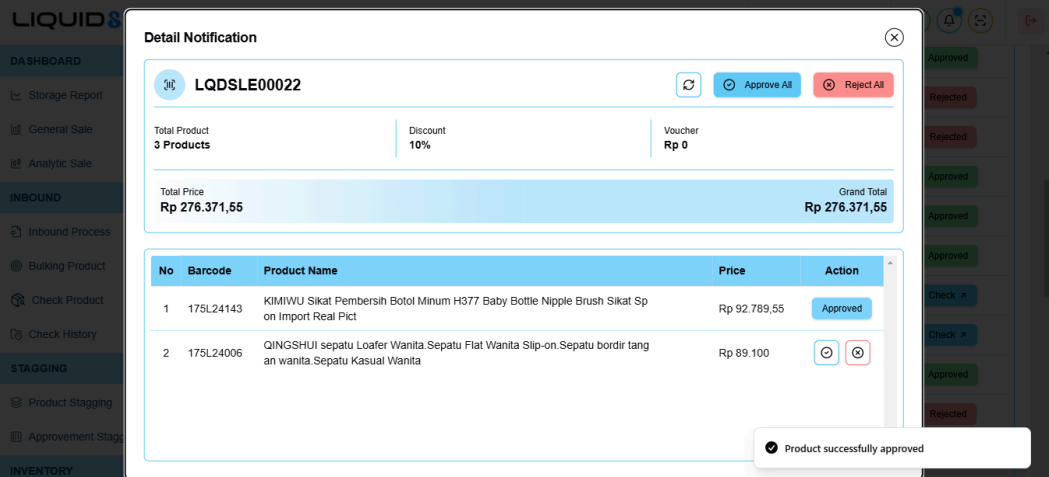 LIQUID8
Detail Notification
LQDSLE00022
Approve All
Reject All
Total Product
3 Products
Discount
10%
Voucher
Rp 0
Total Price
Rp 276.371,55
Grand Total
Rp 276.371,55
No Barcode Product Name Price Action
1 175L24143 KIMIWU Sikat Pembersih Botol Minum H377 Baby Bottle Nipple Brush Sikat Sp
on Import Real Pict
Rp 92.789,55 Approved
2 175L24006 QINGSHUI sepatu Loafer Wanita.Sepatu Flat Wanita Slip-on.Sepatu bordir tang
an wanita.Sepatu Kasual Wanita
Rp 89.100
Product successfully approved
DASHBOARD
Storage Report
General Sale
Analytic Sale
INBOUND
Inbound Process
Bulking Product
Check Product
Check History
STAGGING
Product Stagging
Approvement Stagg
INVENTORY
Approved
Rejected
Rejected
Approved
Approved
Approved
Check
Check
Approved
Rejected